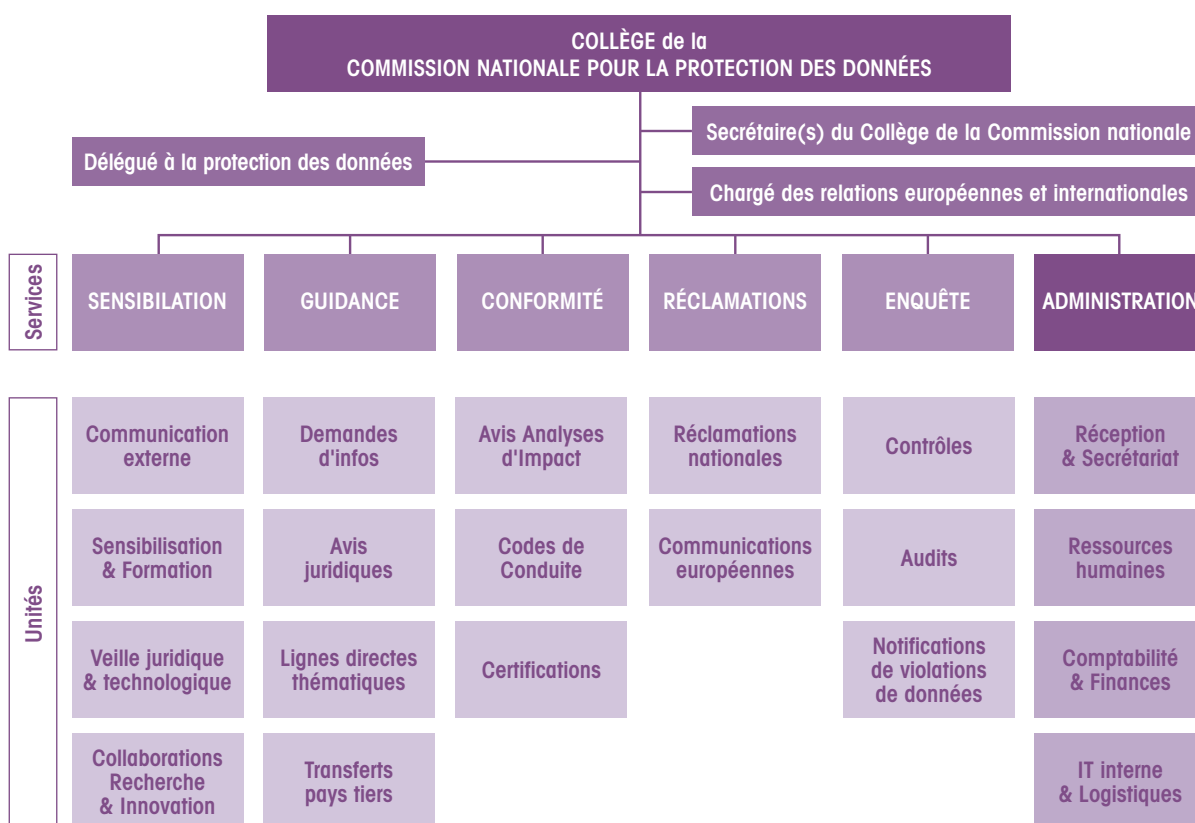 COLLÈGE de la
COMMISSION NATIONALE POUR LA PROTECTION DES DONNÉES
Secrétaire(s) du Collège de la Commission nationale
Délégué à la protection des données
Chargé des relations européennes et internationales
Services
SENSIBILATION
GUIDANCE
CONFORMITÉ
RÉCLAMATIONS
ENQUÊTE
ADMINISTRATION
Unités
Communication
externe
Demandes
d'infos
Avis Analyses
d'Impact
Réclamations
nationales
Contrôles
Réception
& Secrétariat
Sensibilisation
& Formation
Avis
juridiques
Codes de
Conduite
Communications
européennes
Audits
Ressources
humaines
Veille juridique
& technologique
Lignes directes
thématiques
Certifications
Notifications
de violations
de données
Comptabilité
& Finances
Collaborations
Recherche
& Innovation
Transferts
pays tiers
IT interne
& Logistiques